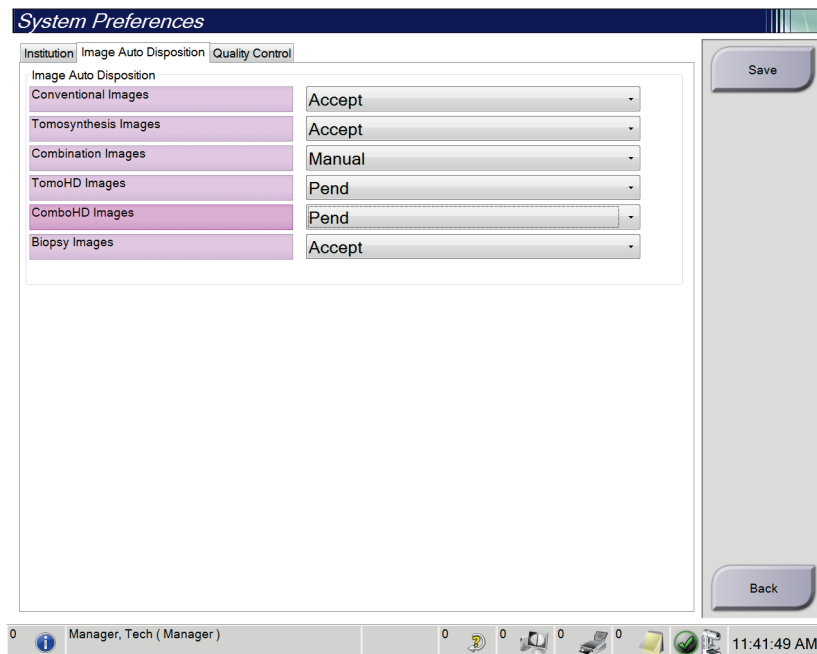 System Preferences
Institution Image Auto Disposition Quality Control
Image Auto Disposition
Conventional Images Accept
Tomosynthesis Images Accept
Combination Images Manual
TomoHD Images Pend
ComboHD Images Pend
Biopsy Images Accept
Save
Back
0 Manager, Tech ( Manager ) 0 0 0 0 11:41:49 AM